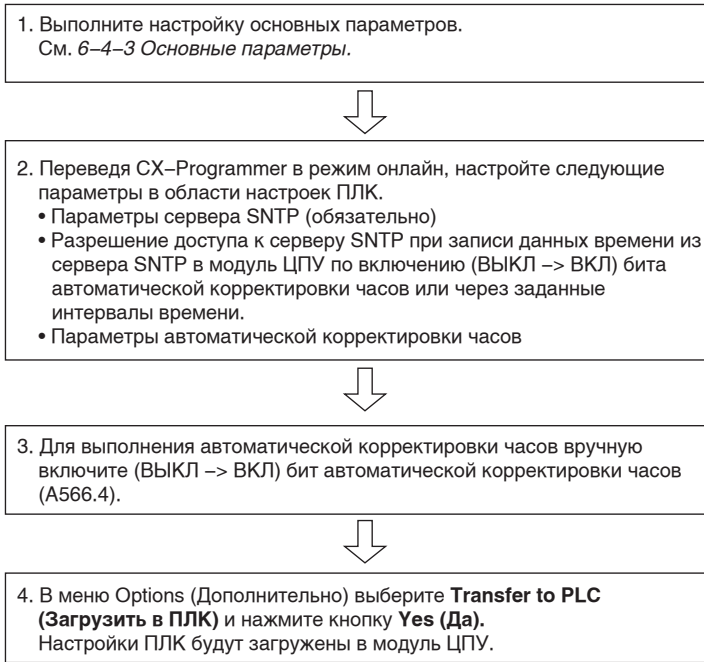 1. Выполните настройку основных параметров.
См. 6–4–3 Основные параметры.
2. Переведя CX–Programmer в режим онлайн, настройте следующие
параметры в области настроек ПЛК.
• Параметры сервера SNTP (обязательно)
• Разрешение доступа к серверу SNTP при записи данных времени из
сервера SNTP в модуль ЦПУ по включению (ВЫКЛ –> ВКЛ) бита
автоматической корректировки часов или через заданные
интервалы времени.
• Параметры автоматической корректировки часов
3. Для выполнения автоматической корректировки часов вручную
включите (ВЫКЛ –> ВКЛ) бит автоматической корректировки часов
(A566.4).
4. В меню Options (Дополнительно) выберите Transfer to PLC
(Загрузить в ПЛК) и нажмите кнопку Yes (Да).
Настройки ПЛК будут загружены в модуль ЦПУ.